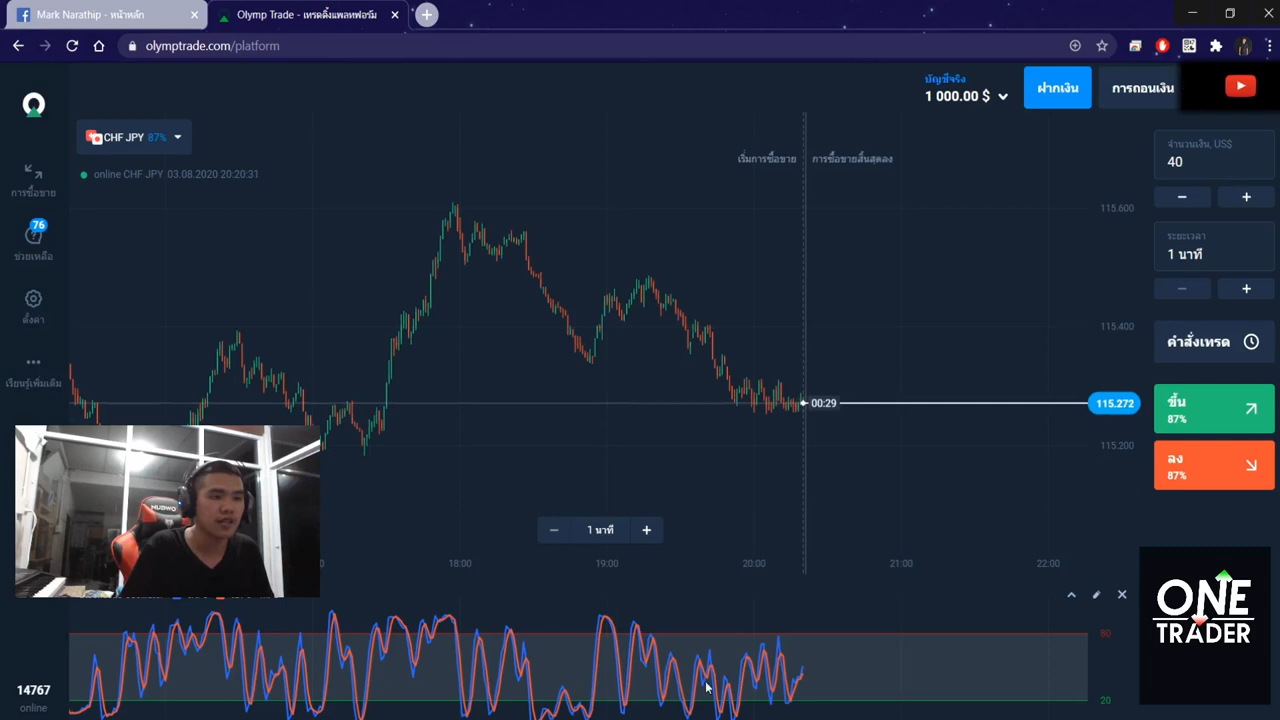 Mark Narathip - หน้าหลัก
Olymp Trade - เทรดดิ้งแพลทฟอร์ม
olymptrade.com/platform
บัญชีจริง
1 000.00 $
ฝากเงิน
การถอนเงิน
CHF JPY 87%
online CHF JPY 03.08.2020 20:20:31
เริ่มการซื้อขาย
การซื้อขายสิ้นสุดลง
การซื้อขาย
76
ช่วยเหลือ
ตั้งค่า
เรียนรู้เพิ่มเติม
14767
online
115.600
115.400
115.272
115.200
00:29
1 นาที
18:00
19:00
20:00
21:00
22:00
80
20
จำนวนเงิน, US$
40
ระยะเวลา
1 นาที
คำสั่งเทรด
ขึ้น
87%
ลง
87%
ONE
TRADER